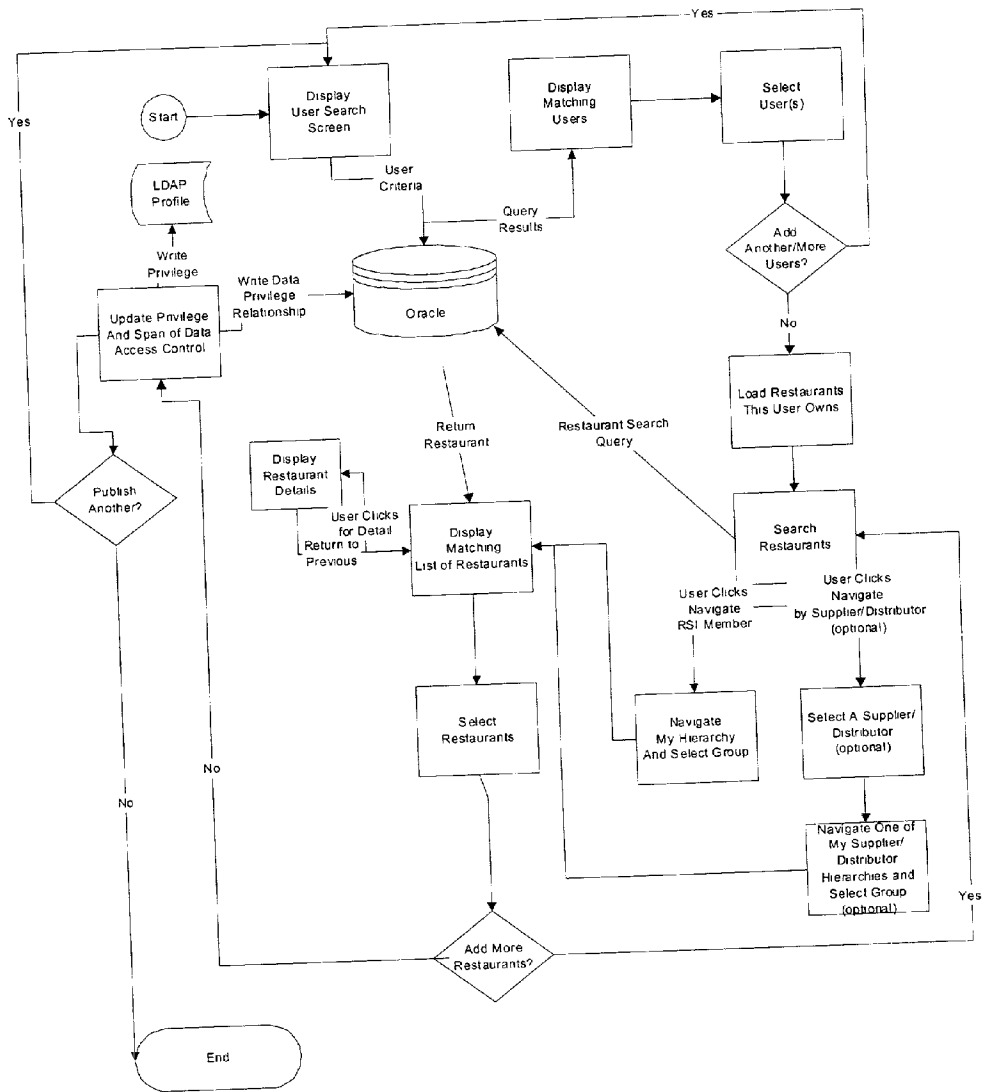 Yes
Yes
Display
User Search
Screen
Display
Matching
Users
Select
User(s)
Start
LDAP
Profile
User
Criteria
Query
Results
Add
Another/More
Users?
Write
Privilege
Write Data
Privilege
Relationship
Oracle
Update Privilege
And Span of Data
Access Control
No
Load Restaurants
This User Owns
Return
Restaurant
Restaurant Search
Query
Display
Restaurant
Details
Publish
Another?
User Clicks
for Detail
Return to
Previous
Display
Matching
List of Restaurants
Search
Restaurants
User Clicks
Navigate
RSI Member
User Clicks
Navigate
by Supplier/Distributor
(optional)
Select
Restaurants
Navigate
My Hierarchy
And Select Group
Select A Supplier/
Distributor
(optional)
No
No
Navigate One of
My Supplier/
Distributor
Hierarchies and
Select Group
(optional)
Yes
Add More
Restaurants?
End